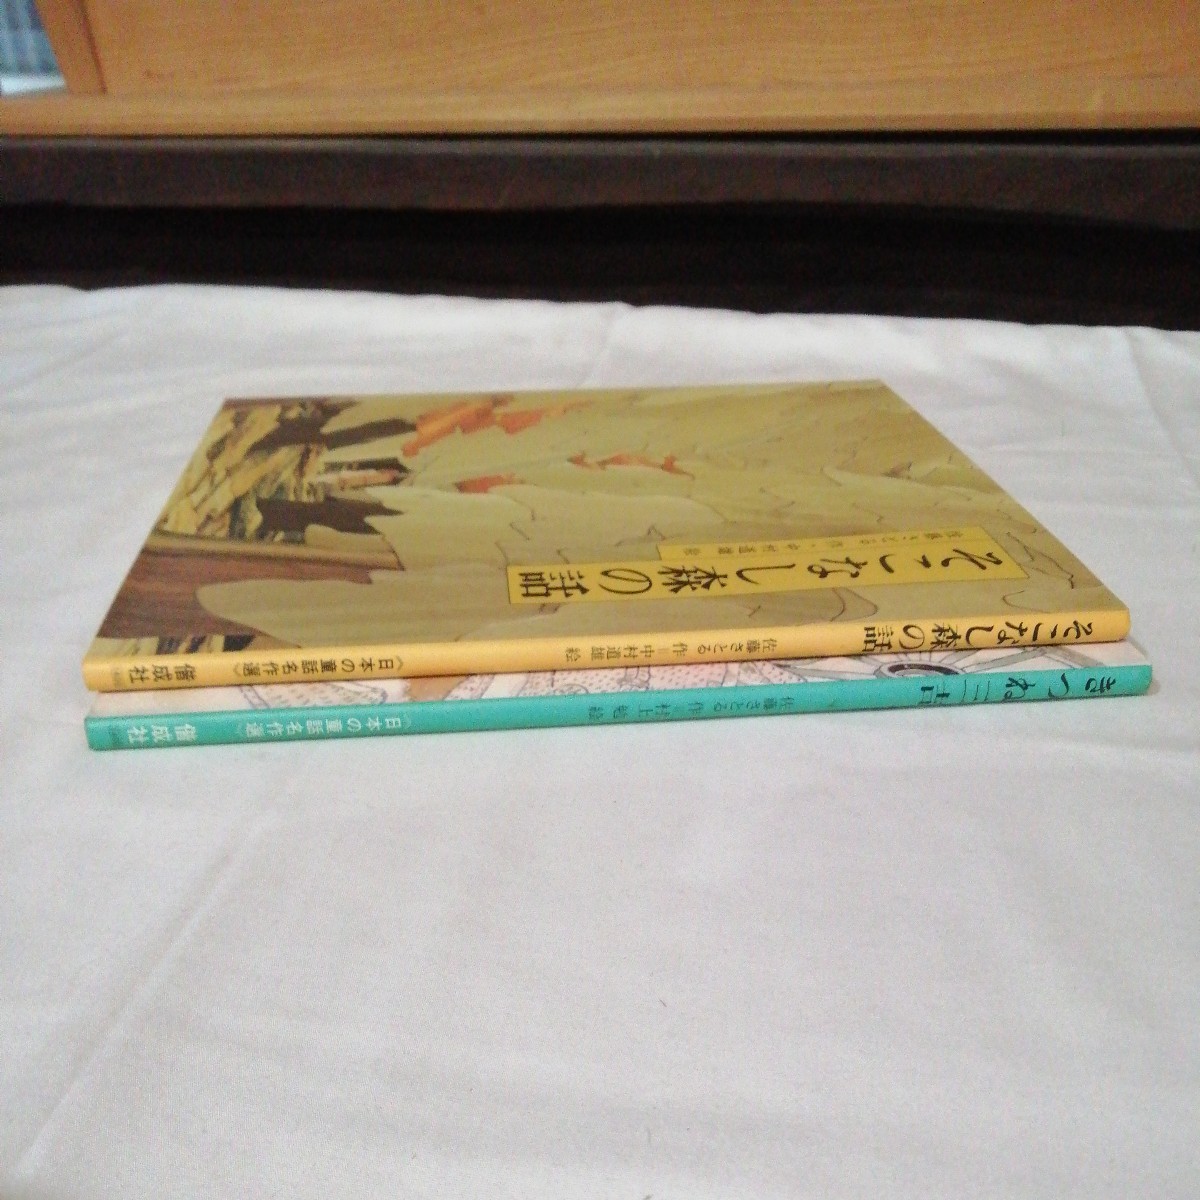 そこなし森の話
佐藤さとる 作・中村道雄 絵
そこなし森の話 佐藤さとる 作=中村道雄 絵 《日本の童話名作選》 偕成社
きつね三吉 佐藤さとる 作=村上勉 絵 《日本の童話名作選》 偕成社